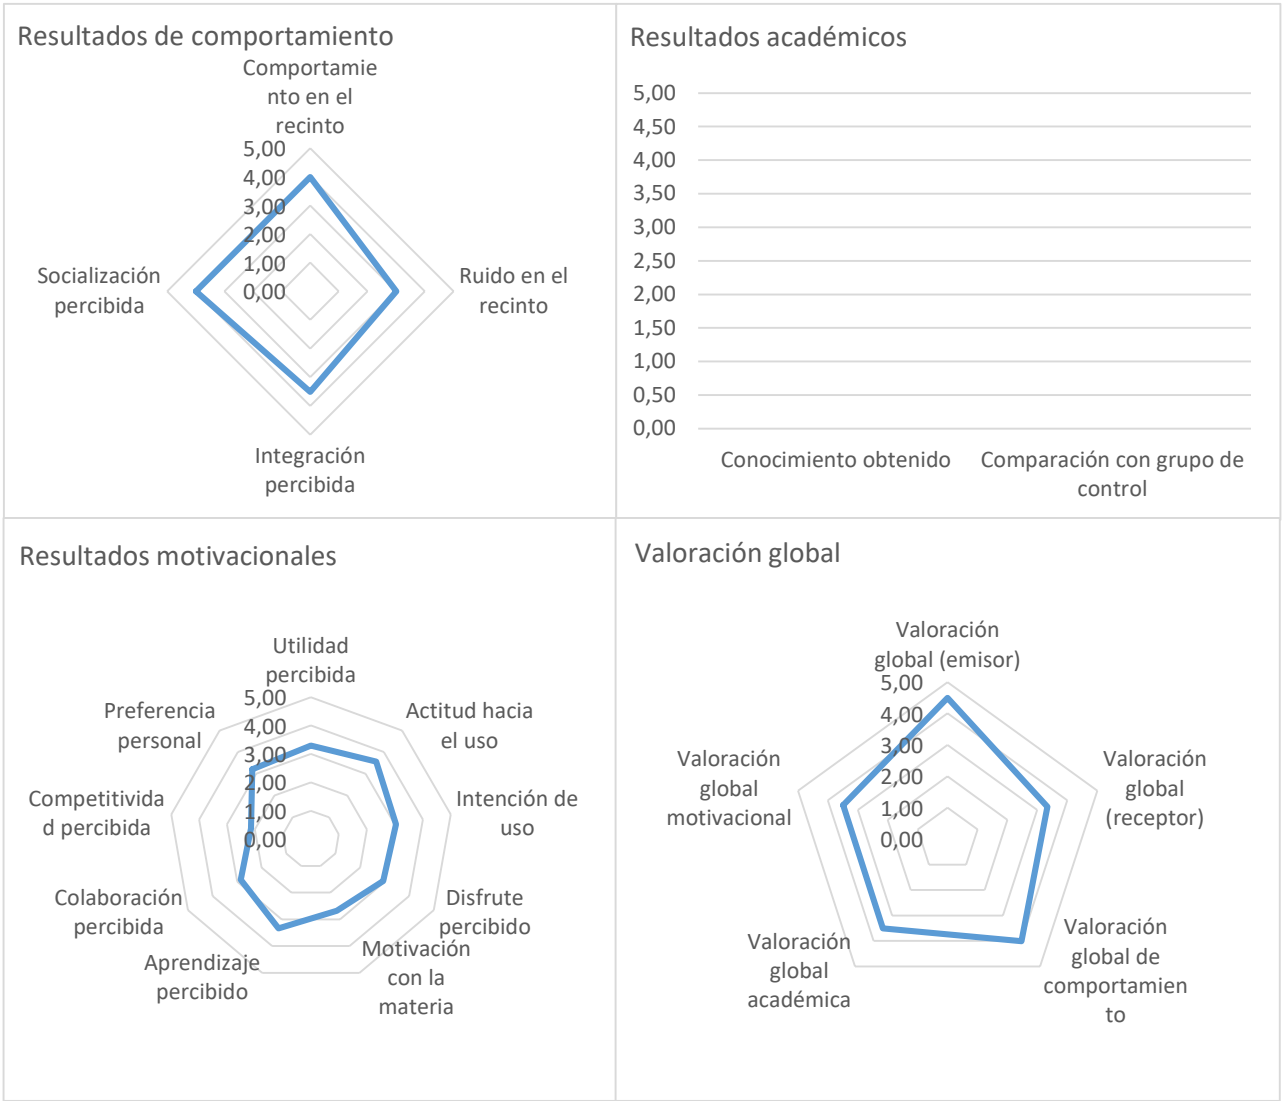 Resultados de comportamiento
Comportamie
nto en el
recinto
5,00
4,00
3,00
2,00
1,00
0,00
Socialización
percibida
Ruido en el
recinto
Integración
percibida
Resultados académicos
5,00
4,50
4,00
3,50
3,00
2,50
2,00
1,50
1,00
0,50
0,00
Conocimiento obtenido
Comparación con grupo de
control
Resultados motivacionales
Utilidad
percibida
5,00
4,00
3,00
2,00
1,00
0,00
Actitud hacia
el uso
Intención de
uso
Disfrute
percibido
Motivación
con la
materia
Aprendizaje
percibido
Colaboración
percibida
Competitivida
d percibida
Preferencia
personal
Valoración global
Valoración
global (emisor)
5,00
4,00
3,00
2,00
1,00
0,00
Valoración
global
(receptor)
Valoración
global de
comportamien
to
Valoración
global
académica
Valoración
global
motivacional